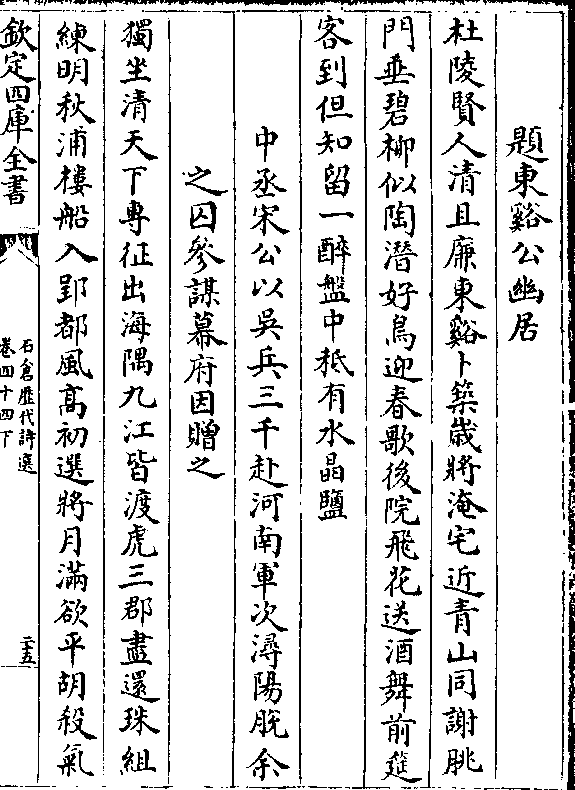 題東谿公幽居
杜陵賢人清且廉東谿卜築歲將淹宅近青山同謝朓
門垂碧柳似陶潛好鳥迎春歌後院飛花送酒舞前筵
客到但知留一醉盤中秪有水晶鹽
中丞宋公以吳兵三千赴河南軍次潯陽脫余
之囚參謀幕府因贈之
獨坐清天下專征出海隅九江皆渡虎三郡盡還珠組
練明秋浦樓船入郢都風高初選將月滿欲平胡殺氣
欽定四庫全書
石倉歷代詩選
卷四十四下
二十五